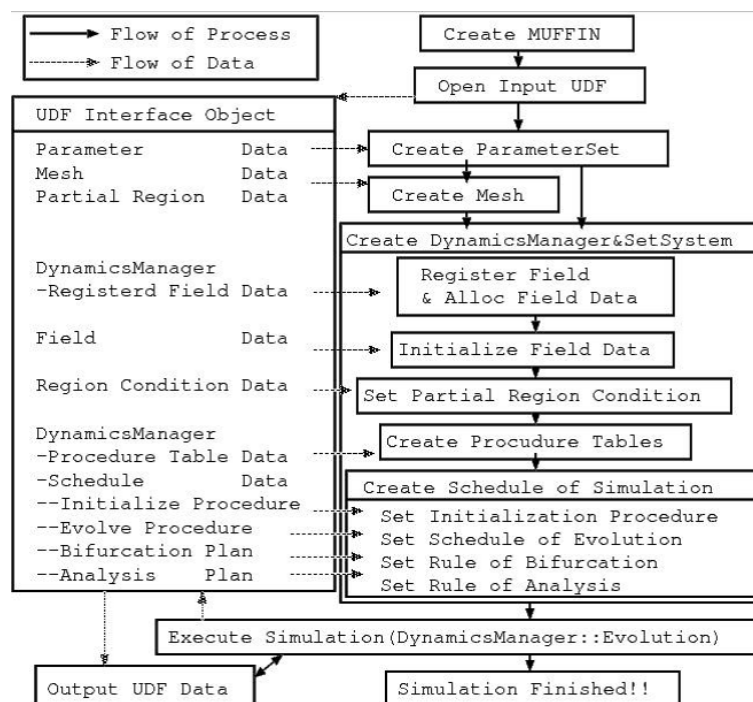 Flow of Process
Flow of Data
Create MUFFIN
Open Input UDF
UDF Interface Object
Parameter Data
Mesh Data
Partial Region Data
DynamicsManager
-Registerd Field Data
Field Data
Region Condition Data
DynamicsManager
-Procedure Table Data
-Schedule Data
--Initialize Procedure
--Evolve Procedure
--Bifurcation Plan
--Analysis Plan
Create ParameterSet
Create Mesh
Create DynamicsManager&SetSystem
Register Field
& Alloc Field Data
Initialize Field Data
Set Partial Region Condition
Create Procudure Tables
Create Schedule of Simulation
Set Initialization Procedure
Set Schedule of Evolution
Set Rule of Bifurcation
Set Rule of Analysis
Execute Simulation(DynamicsManager::Evolution)
Output UDF Data
Simulation Finished!!